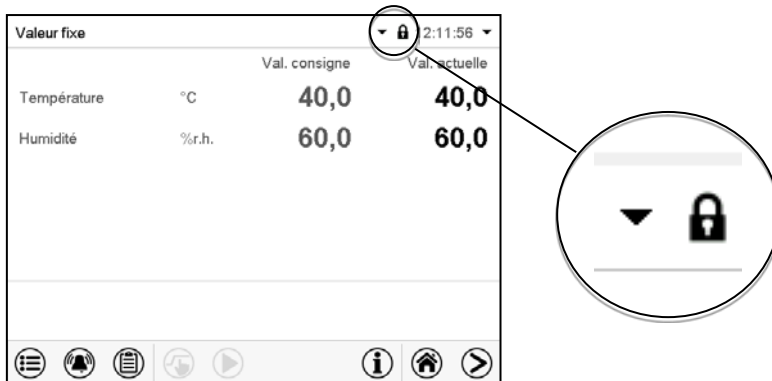 Valeur fixe 2:11:56
Val. consigne Val. actuelle
Température °C 40,0 40,0
Humidité %r.h. 60,0 60,0